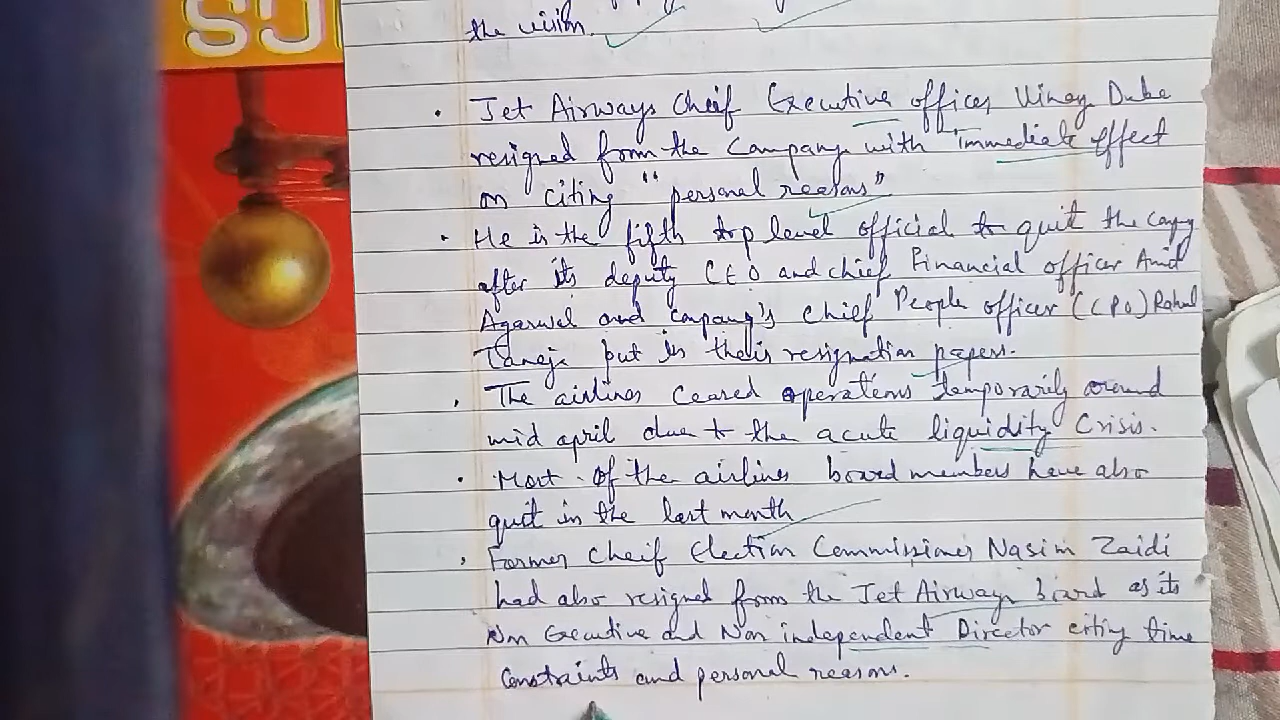 SU
the vision.
• Jet Airways Cheif Executive officer, Vinay Dube
resigned from the Company with immediate effect
on citing "personal reasons"
• He is the fifth top level official to quit the
after its deputy CEO and chief Financial officer Amit
Agarwal and company's Chief People officer (CPO) Rahul
Taneja put in their resignation papers.
• The airlines ceased operations temporarily around
mid april due to the acute liquidity Crisis.
• Most of the airlines board members have also
quit in the last month
• Former Cheif Election Commissioner Nasim Zaidi
had also resigned from the Jet Airways board as its
Non Executive and Non independent Director citing time
constraints and personal reasons.